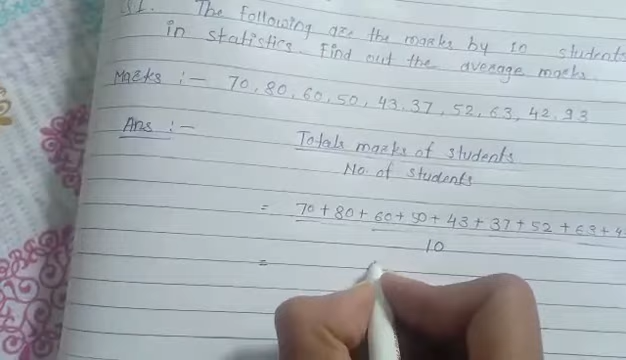 Q1. The following are the marks by 10 students
in statistics. Find out the average marks.
Marks :- 70, 80, 60, 50, 43, 37, 52, 63, 42, 93
Ans :-
Totals marks of students
No. of students
= 70 + 80 + 60 + 50 + 43 + 37 + 52 + 63 + 4
10
=